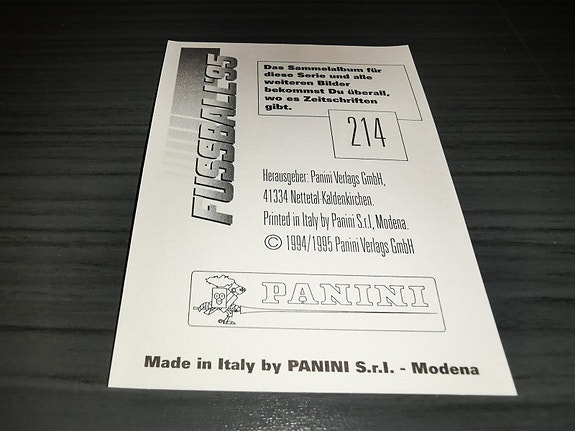 FUSSBALL'95
Das Sammelalbum für
diese Serie und alle
weiteren Bilder
bekommst Du überall,
wo es Zeitschriften
gibt.
214
Herausgeber: Panini Verlags GmbH,
41334 Nettetal-Kaldenkirchen.
Printed in Italy by Panini S.r.l, Modena.
© 1994/1995 Panini Verlags GmbH
PANINI
Made in Italy by PANINI S.r.l. - Modena